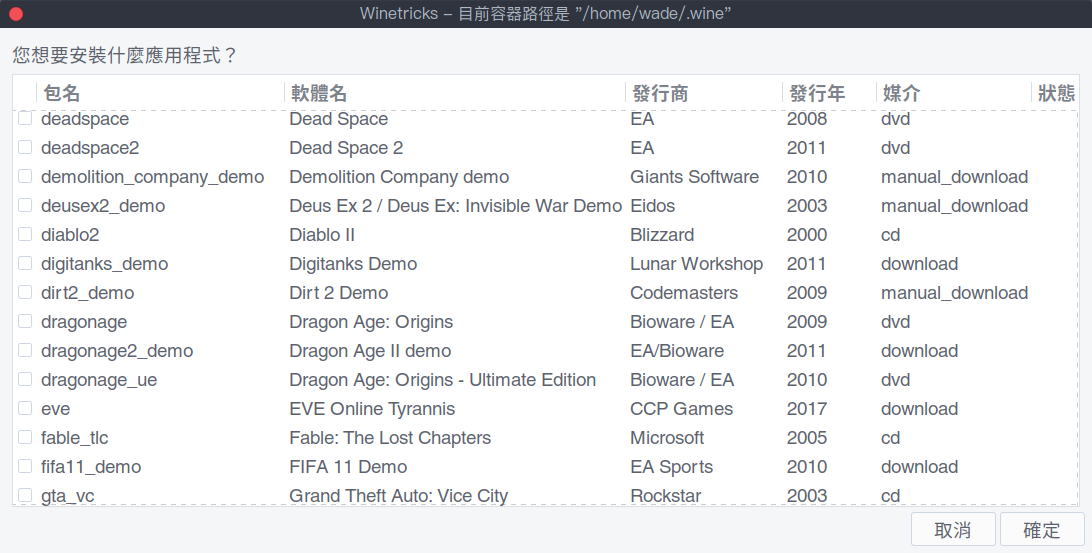 Winetricks – 目前容器路徑是 "/home/wade/.wine"
您想要安裝什麼應用程式？
包名 軟體名 發行商 發行年 媒介 狀態
deadspace Dead Space EA 2008 dvd
deadspace2 Dead Space 2 EA 2011 dvd
demolition_company_demo Demolition Company demo Giants Software 2010 manual_download
deusex2_demo Deus Ex 2 / Deus Ex: Invisible War Demo Eidos 2003 manual_download
diablo2 Diablo II Blizzard 2000 cd
digitanks_demo Digitanks Demo Lunar Workshop 2011 download
dirt2_demo Dirt 2 Demo Codemasters 2009 manual_download
dragonage Dragon Age: Origins Bioware / EA 2009 dvd
dragonage2_demo Dragon Age II demo EA/Bioware 2011 download
dragonage_ue Dragon Age: Origins - Ultimate Edition Bioware / EA 2010 dvd
eve EVE Online Tyrannis CCP Games 2017 download
fable_tlc Fable: The Lost Chapters Microsoft 2005 cd
fifa11_demo FIFA 11 Demo EA Sports 2010 download
gta_vc Grand Theft Auto: Vice City Rockstar 2003 cd
取消 確定